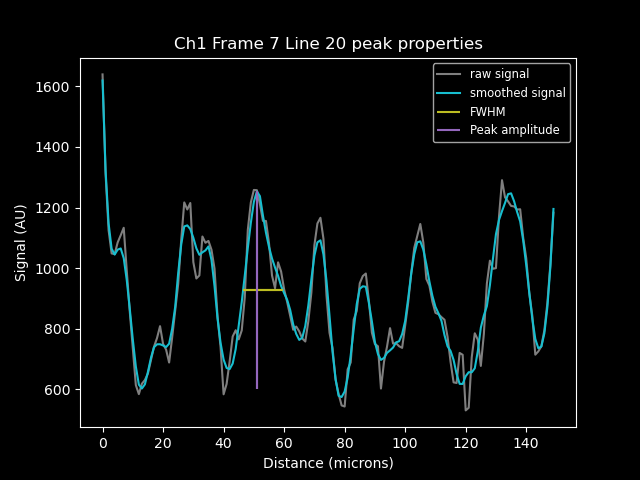 Ch1 Frame 7 Line 20 peak properties
raw signal
smoothed signal
FWHM
Peak amplitude
Signal (AU)
1600
1400
1200
1000
800
600
0 20 40 60 80 100 120 140
Distance (microns)